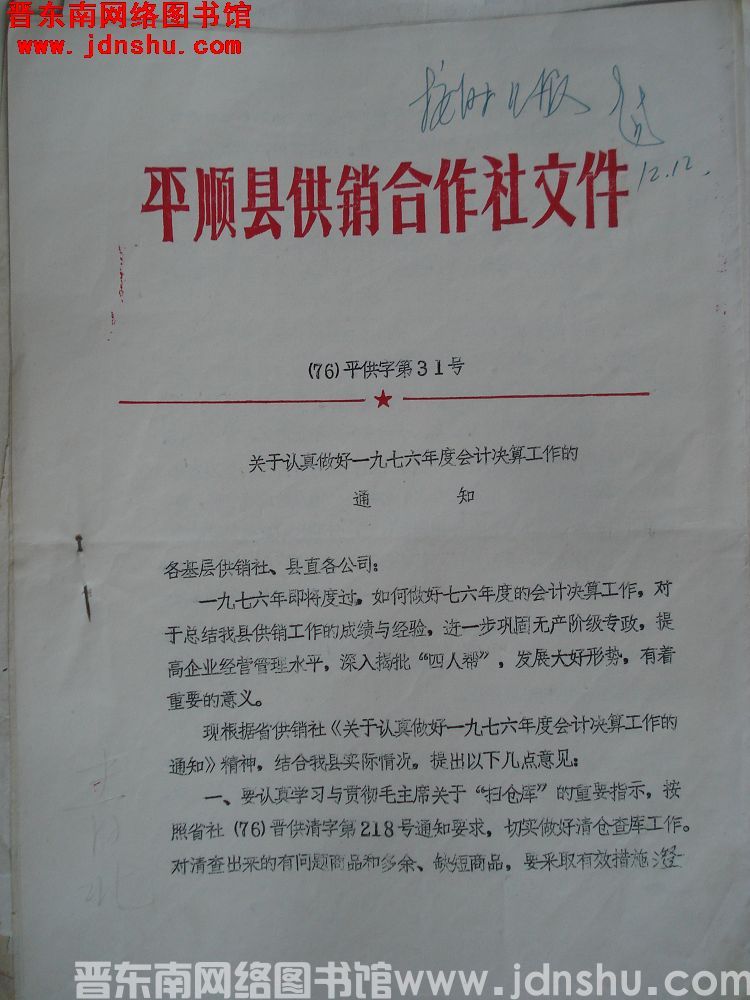 晋东南网络图书馆
www.jdnshu.com
12.12.
平顺县供销合作社文件
(76)平供字第31号
关于认真做好一九七六年度会计决算工作的
通 知
各基层供销社、县直各公司：
一九七六年即将度过，如何做好七六年度的会计决算工作，对
于总结我县供销工作的成绩与经验，进一步巩固无产阶级专政，提
高企业经营管理水平，深入揭批“四人帮”，发展大好形势，有着
重要的意义。
现根据省供销社《关于认真做好一九七六年度会计决算工作的
通知》精神，结合我县实际情况，提出以下几点意见：
一、要认真学习与贯彻毛主席关于“扫仓库”的重要指示，按
照省社(76)晋供清字第218号通知要求，切实做好清仓查库工作。
对清查出来的有问题商品和多余、缺短商品，要采取有效措施
晋东南网络图书馆www.jdnshu.com